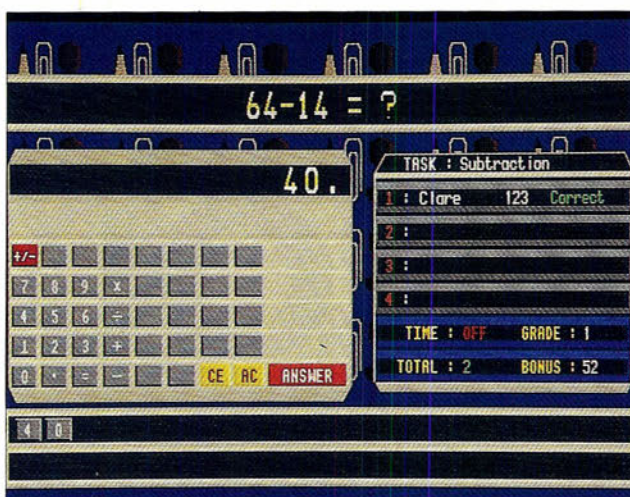 64-14 = ?
40.
TASK : Subtraction
1 : Clare 123 Correct
2 :
3 :
4 :
TIME : OFF GRADE : 1
TOTAL : 2 BONUS : 52
+/-
7 8 9 x
4 5 6 ÷
1 2 3 +
0 . = - CE AC ANSWER
4 0